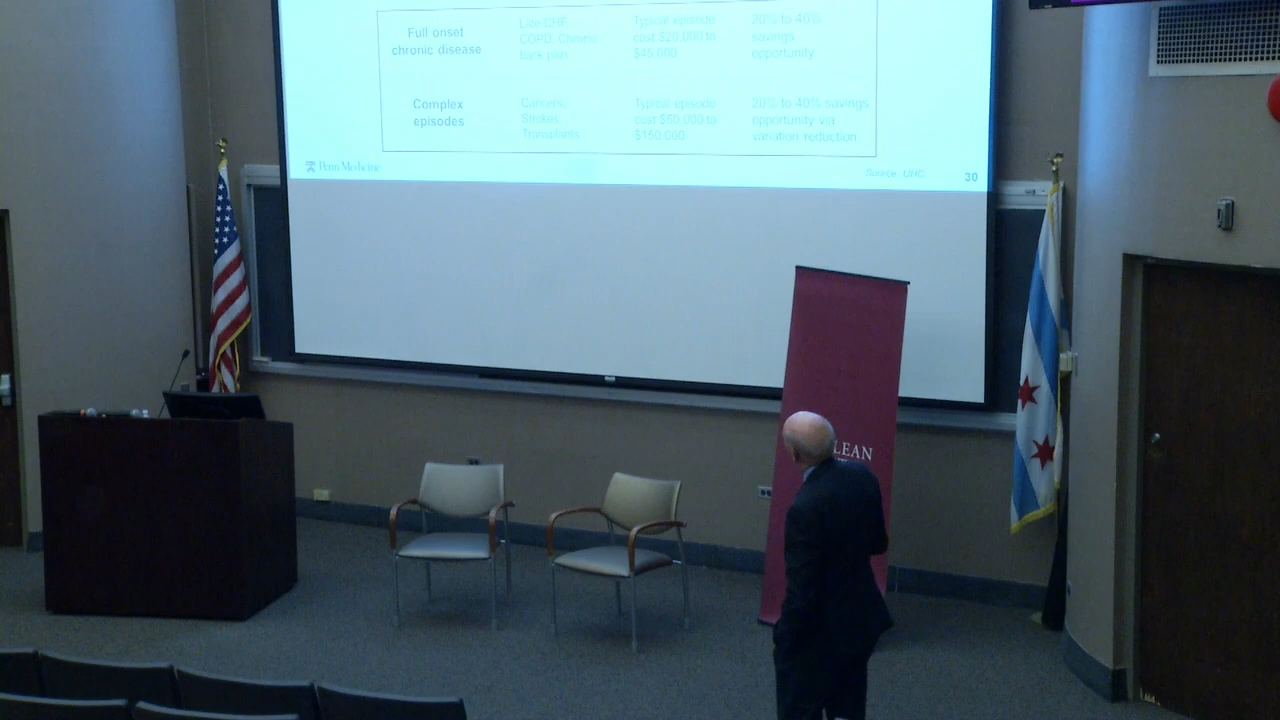 Full onset
chronic disease
Late CHF
COPD, Chronic
back pain
Typical episode
cost $20,000 to
$45,000
20% to 40%
savings
opportunity
Complex
episodes
Cancers
Strokes
Transplants
Typical episode
cost $50,000 to
$150,000
20% to 40% savings
opportunity via
variation reduction
Penn Medicine
Source: UHC
30
LEAN